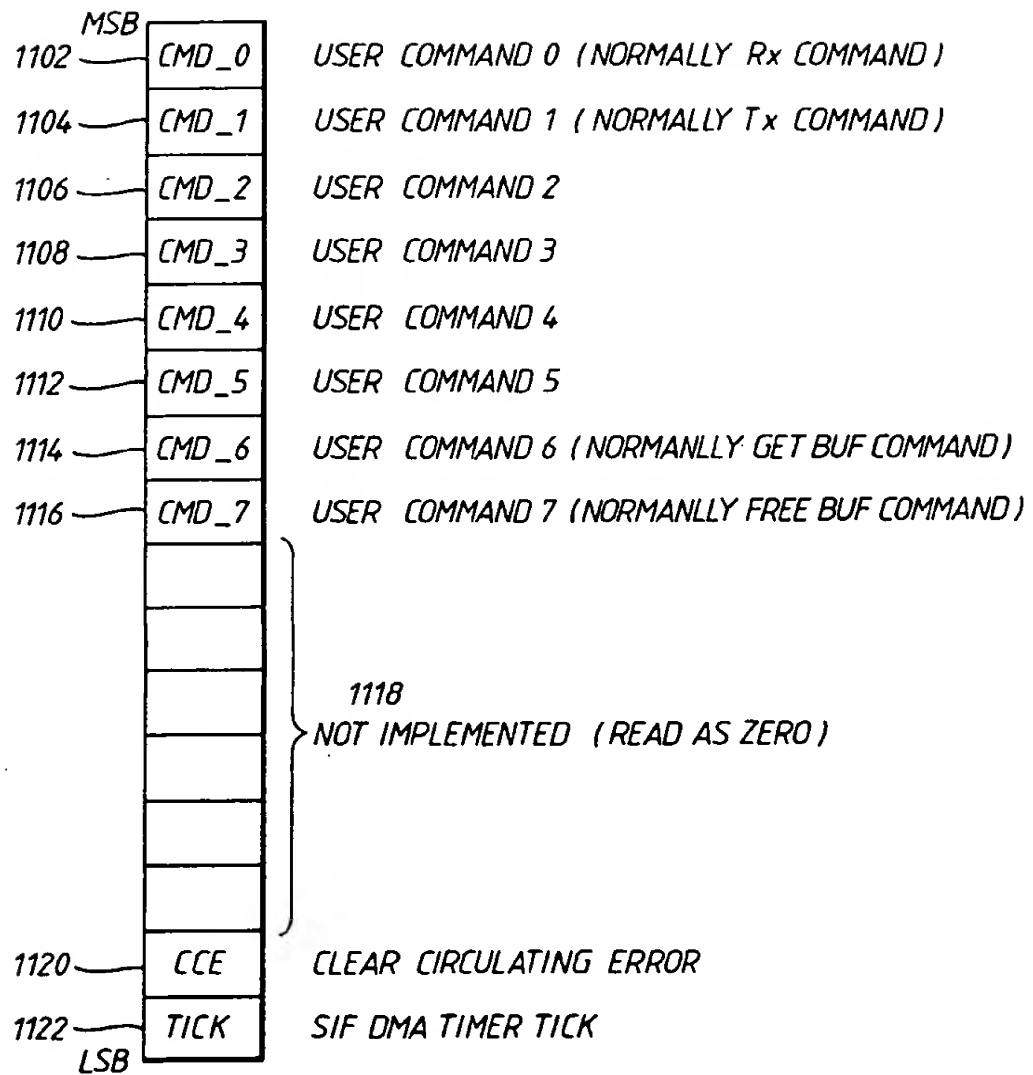 MSB
1102 CMD_0 USER COMMAND 0 (NORMALLY Rx COMMAND)
1104 CMD_1 USER COMMAND 1 (NORMALLY Tx COMMAND)
1106 CMD_2 USER COMMAND 2
1108 CMD_3 USER COMMAND 3
1110 CMD_4 USER COMMAND 4
1112 CMD_5 USER COMMAND 5
1114 CMD_6 USER COMMAND 6 (NORMANLLY GET BUF COMMAND)
1116 CMD_7 USER COMMAND 7 (NORMANLLY FREE BUF COMMAND)
1118
NOT IMPLEMENTED (READ AS ZERO)
1120 CCE CLEAR CIRCULATING ERROR
1122 TICK SIF DMA TIMER TICK
LSB